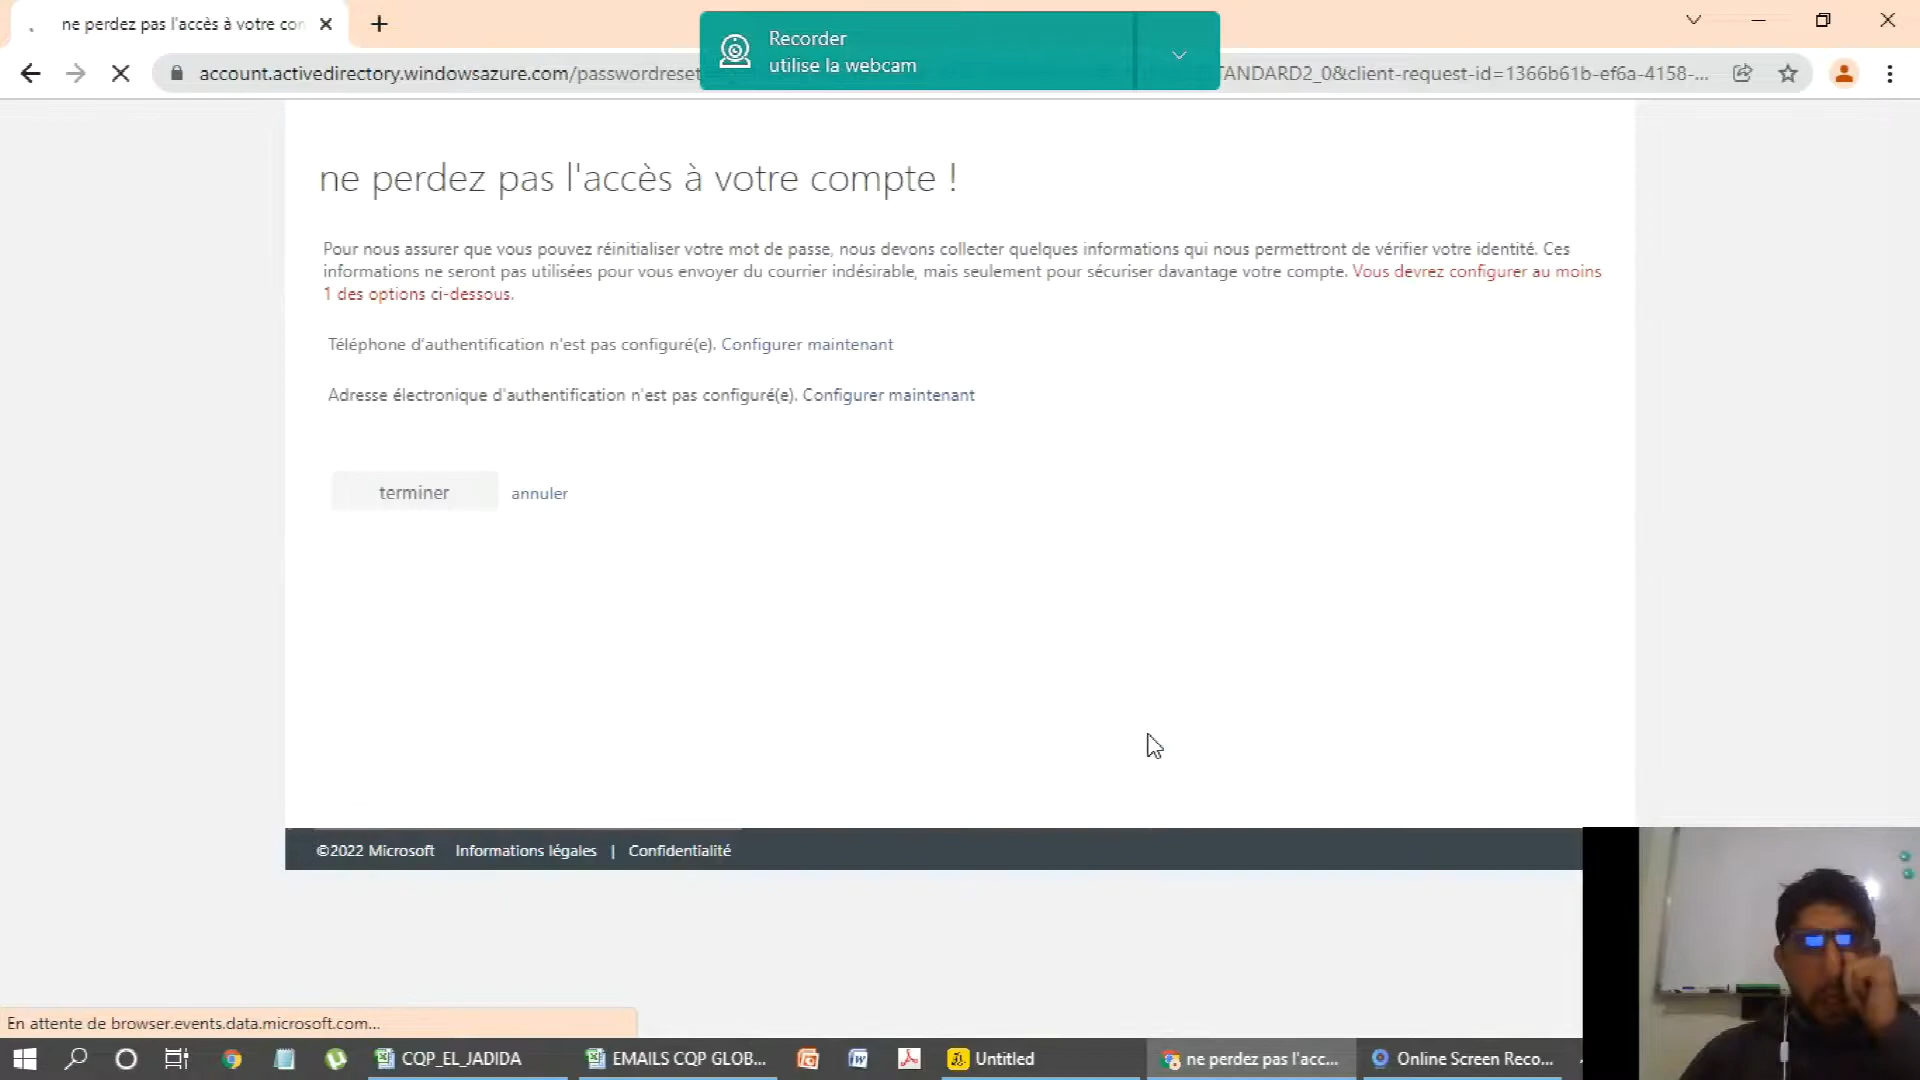 ne perdez pas l'accès à votre con
Recorder
utilise la webcam
account.activedirectory.windowsazure.com/passwordreset
TANDARD2_0&client-request-id=1366b61b-ef6a-4158-...
ne perdez pas l'accès à votre compte !
Pour nous assurer que vous pouvez réinitialiser votre mot de passe, nous devons collecter quelques informations qui nous permettront de vérifier votre identité. Ces
informations ne seront pas utilisées pour vous envoyer du courrier indésirable, mais seulement pour sécuriser davantage votre compte. Vous devrez configurer au moins
1 des options ci-dessous.
Téléphone d'authentification n'est pas configuré(e). Configurer maintenant
Adresse électronique d'authentification n'est pas configuré(e). Configurer maintenant
terminer annuler
©2022 Microsoft Informations légales | Confidentialité
En attente de browser.events.data.microsoft.com...
CQP_EL_JADIDA EMAILS CQP GLOB... Untitled ne perdez pas l'acc... Online Screen Reco...